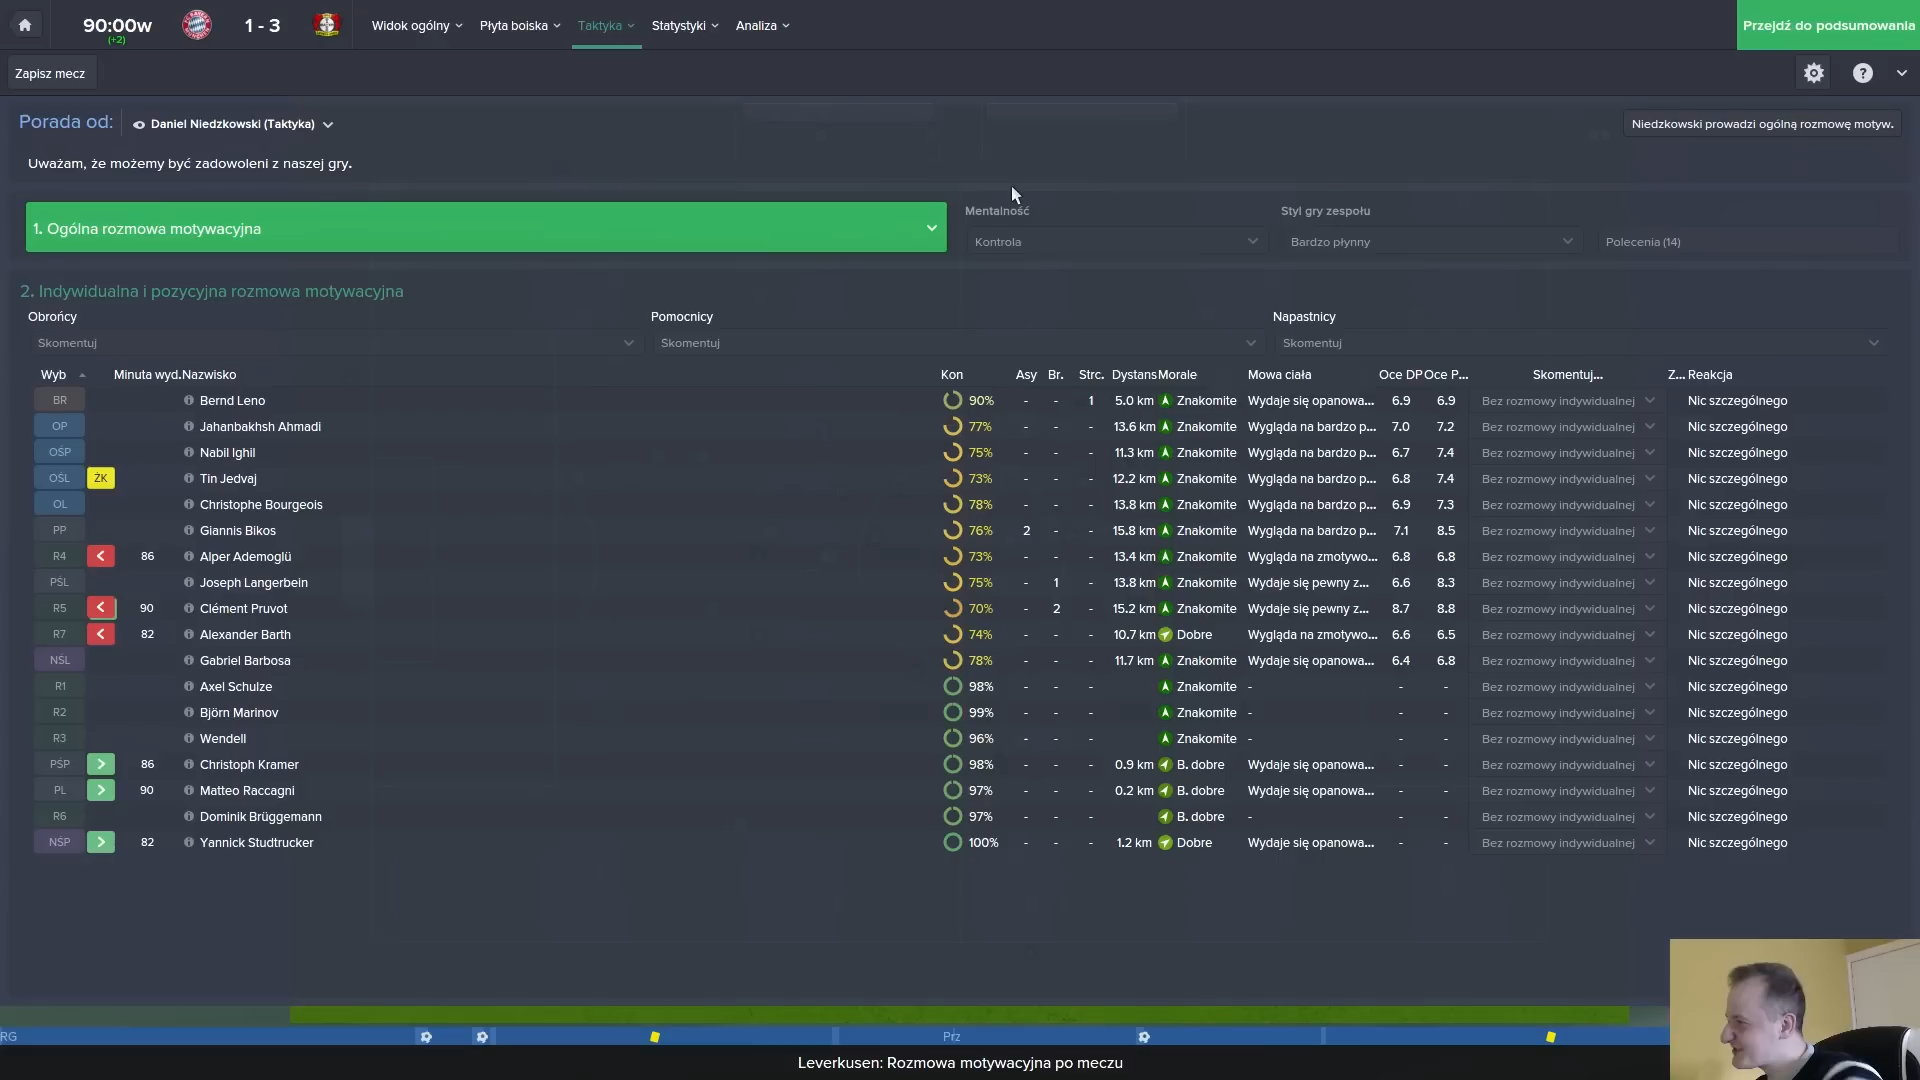 90:00w
(+2)
1 - 3
Widok ogólny
Płyta boiska
Taktyka
Statystyki
Analiza
Przejdź do podsumowania
Zapisz mecz
?
Porada od:
Daniel Niedzkowski (Taktyka)
Niedzkowski prowadzi ogólną rozmowę motyw.
Uważam, że możemy być zadowoleni z naszej gry.
1. Ogólna rozmowa motywacyjna
Mentalność
Kontrola
Styl gry zespołu
Bardzo płynny
Polecenia (14)
2. Indywidualna i pozycyjna rozmowa motywacyjna
Obrońcy
Pomocnicy
Napastnicy
Skomentuj
Skomentuj
Skomentuj
Wyb Minuta wyd. Nazwisko Kon Asy Br. Strc. Dystans Morale Mowa ciała Oce DP Oce P... Skomentuj... Z... Reakcja
BR Bernd Leno 90% - - 1 5.0 km Znakomite Wydaje się opanowa... 6.9 6.9 Bez rozmowy indywidualnej Nic szczególnego
OP Jahanbakhsh Ahmadi 77% - - - 13.6 km Znakomite Wygląda na bardzo p... 7.0 7.2 Bez rozmowy indywidualnej Nic szczególnego
OŚP Nabil Ighil 75% - - - 11.3 km Znakomite Wygląda na bardzo p... 6.7 7.4 Bez rozmowy indywidualnej Nic szczególnego
OŚL ŻK Tin Jedvaj 73% - - - 12.2 km Znakomite Wygląda na bardzo p... 6.8 7.4 Bez rozmowy indywidualnej Nic szczególnego
OL Christophe Bourgeois 78% - - - 13.8 km Znakomite Wygląda na bardzo p... 6.9 7.3 Bez rozmowy indywidualnej Nic szczególnego
PP Giannis Bikos 76% 2 - - 15.8 km Znakomite Wygląda na bardzo p... 7.1 8.5 Bez rozmowy indywidualnej Nic szczególnego
R4 86 Alper Ademoglü 73% - - - 13.4 km Znakomite Wygląda na zmotywo... 6.8 6.8 Bez rozmowy indywidualnej Nic szczególnego
PŚL Joseph Langerbein 75% - 1 - 13.8 km Znakomite Wydaje się pewny z... 6.6 8.3 Bez rozmowy indywidualnej Nic szczególnego
R5 90 Clément Pruvot 70% - 2 - 15.2 km Znakomite Wydaje się pewny z... 8.7 8.8 Bez rozmowy indywidualnej Nic szczególnego
R7 82 Alexander Barth 74% - - - 10.7 km Dobre Wygląda na zmotywo... 6.6 6.5 Bez rozmowy indywidualnej Nic szczególnego
NŚL Gabriel Barbosa 78% - - - 11.7 km Znakomite Wydaje się opanowa... 6.4 6.8 Bez rozmowy indywidualnej Nic szczególnego
R1 Axel Schulze 98% - - - Znakomite - - - Bez rozmowy indywidualnej Nic szczególnego
R2 Björn Marinov 99% - - - Znakomite - - - Bez rozmowy indywidualnej Nic szczególnego
R3 Wendell 96% - - - Znakomite - - - Bez rozmowy indywidualnej Nic szczególnego
PŚP 86 Christoph Kramer 98% - - - 0.9 km B. dobre Wydaje się opanowa... - - Bez rozmowy indywidualnej Nic szczególnego
PL 90 Matteo Raccagni 97% - - - 0.2 km B. dobre Wydaje się opanowa... - - Bez rozmowy indywidualnej Nic szczególnego
R6 Dominik Brüggemann 97% - - - B. dobre - - - Bez rozmowy indywidualnej Nic szczególnego
NŚP 82 Yannick Studtrucker 100% - - - 1.2 km Dobre Wydaje się opanowa... - - Bez rozmowy indywidualnej Nic szczególnego
RG
Prz
Leverkusen: Rozmowa motywacyjna po meczu